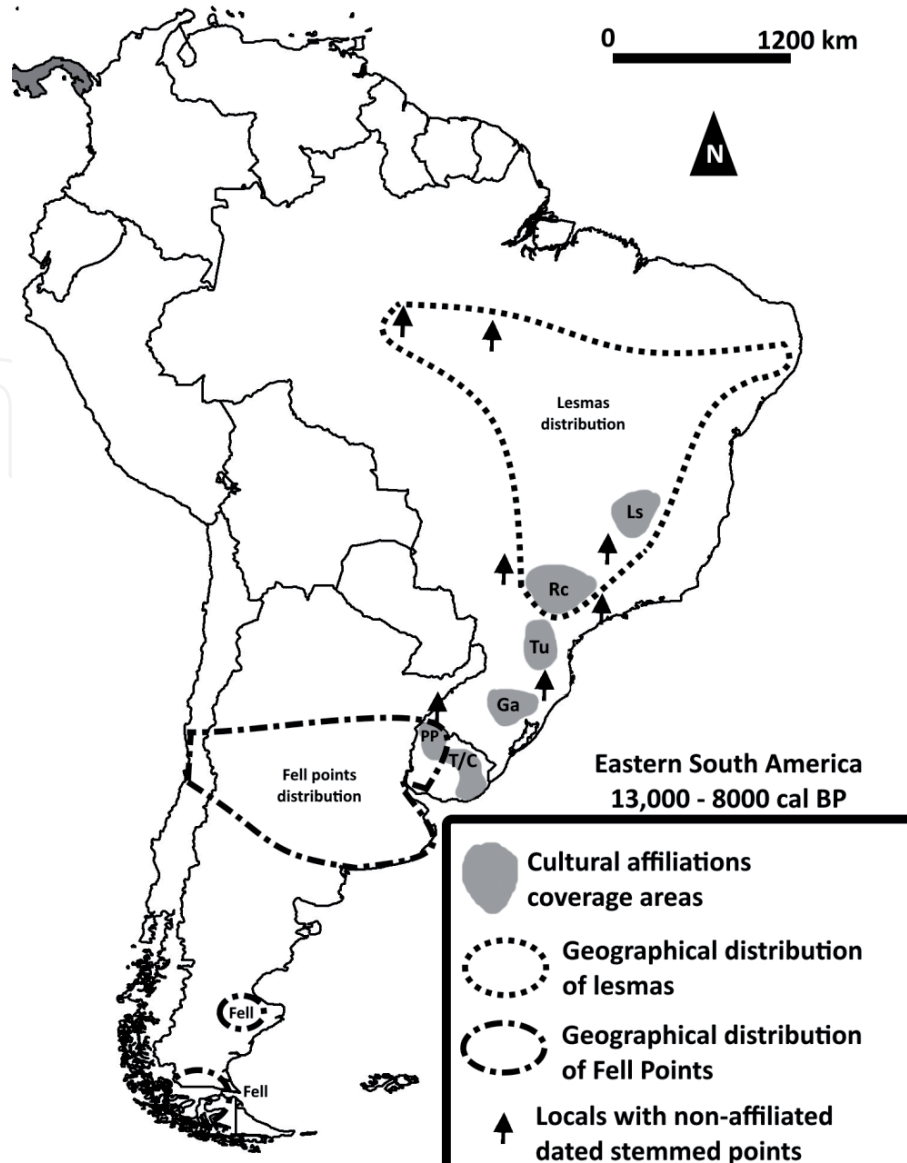 0 1200 km
N
Lesmas
distribution
Ls
Rc
Tu
Ga
PP
T/C
Fell points
distribution
Eastern South America
13,000 - 8000 cal BP
Fell
Fell
Cultural affiliations
coverage areas
Geographical distribution
of lesmas
Geographical distribution
of Fell Points
Locals with non-affiliated
dated stemmed points